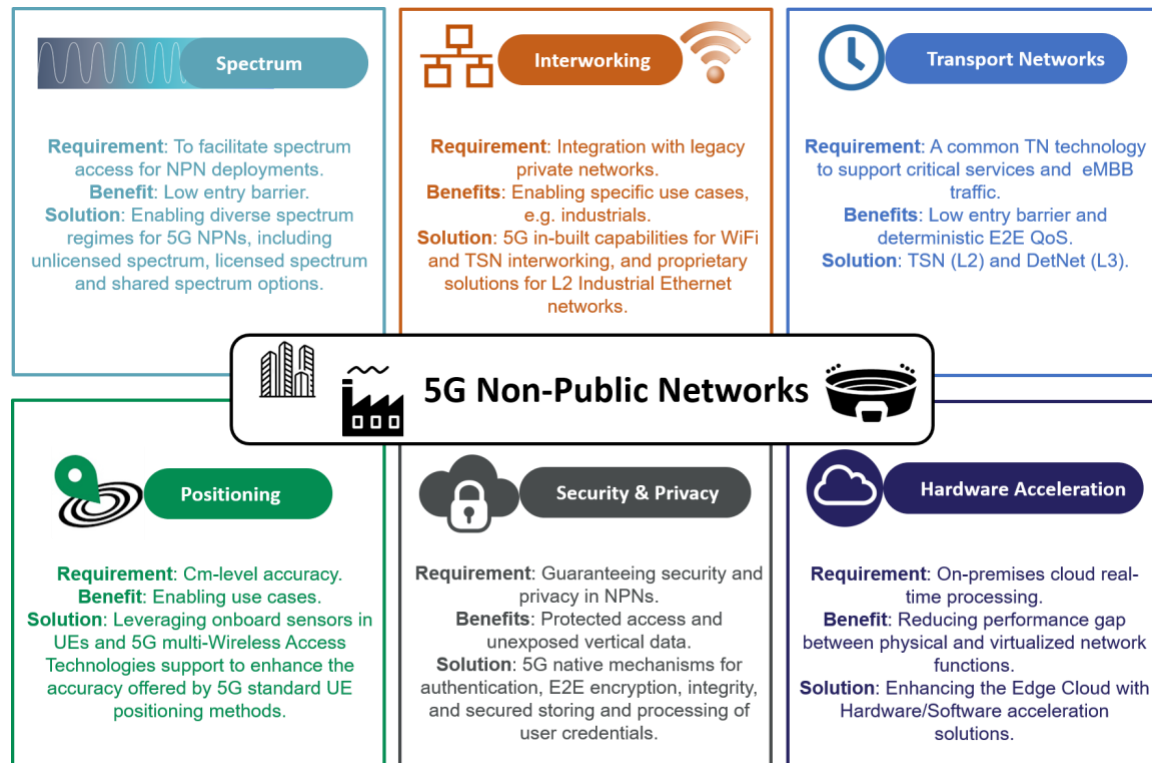 Spectrum
Requirement: To facilitate spectrum
access for NPN deployments.
Benefit: Low entry barrier.
Solution: Enabling diverse spectrum
regimes for 5G NPNs, including
unlicensed spectrum, licensed spectrum
and shared spectrum options.
Interworking
Requirement: Integration with legacy
private networks.
Benefits: Enabling specific use cases,
e.g. industrials.
Solution: 5G in-built capabilities for WiFi
and TSN interworking, and proprietary
solutions for L2 Industrial Ethernet
networks.
Transport Networks
Requirement: A common TN technology
to support critical services and eMBB
traffic.
Benefits: Low entry barrier and
deterministic E2E QoS.
Solution: TSN (L2) and DetNet (L3).
5G Non-Public Networks
Positioning
Requirement: Cm-level accuracy.
Benefit: Enabling use cases.
Solution: Leveraging onboard sensors in
UEs and 5G multi-Wireless Access
Technologies support to enhance the
accuracy offered by 5G standard UE
positioning methods.
Security & Privacy
Requirement: Guaranteeing security and
privacy in NPNs.
Benefits: Protected access and
unexposed vertical data.
Solution: 5G native mechanisms for
authentication, E2E encryption, integrity,
and secured storing and processing of
user credentials.
Hardware Acceleration
Requirement: On-premises cloud real-
time processing.
Benefit: Reducing performance gap
between physical and virtualized network
functions.
Solution: Enhancing the Edge Cloud with
Hardware/Software acceleration
solutions.